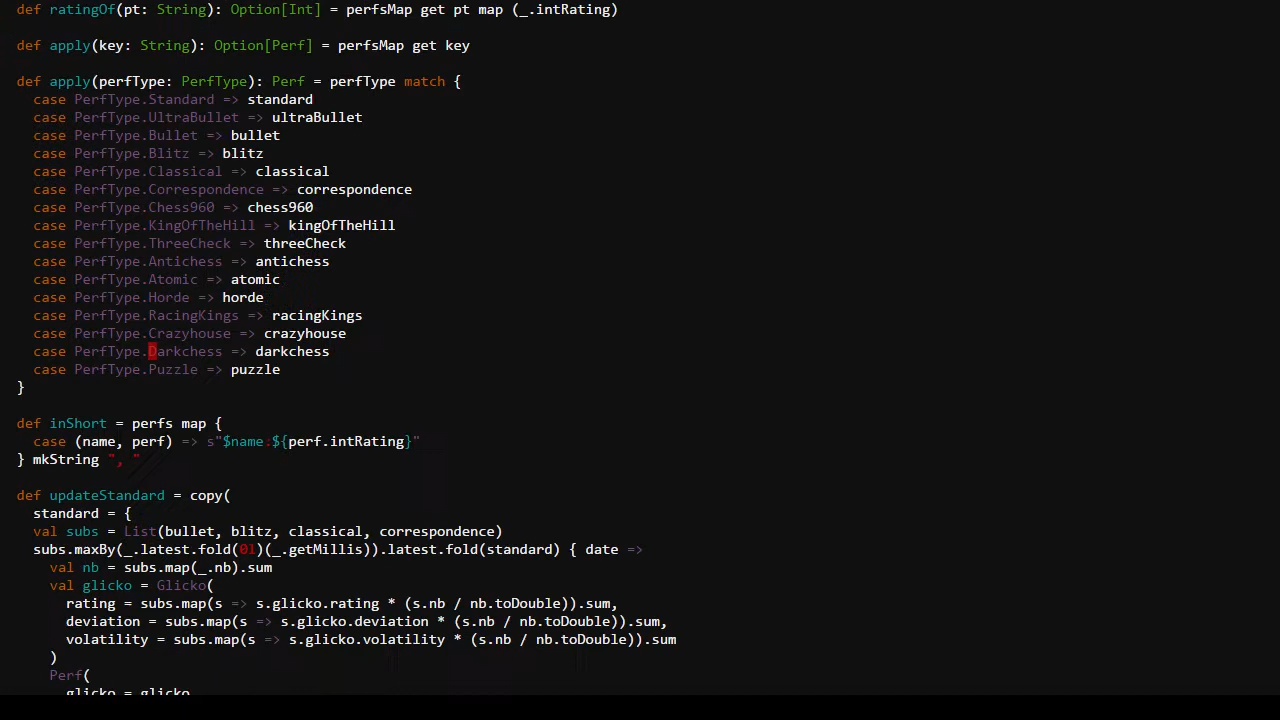 def ratingOf(pt: String): Option[Int] = perfsMap get pt map (_.intRating)
def apply(key: String): Option[Perf] = perfsMap get key
def apply(perfType: PerfType): Perf = perfType match {
case PerfType.Standard => standard
case PerfType.UltraBullet => ultraBullet
case PerfType.Bullet => bullet
case PerfType.Blitz => blitz
case PerfType.Classical => classical
case PerfType.Correspondence => correspondence
case PerfType.Chess960 => chess960
case PerfType.KingOfTheHill => kingOfTheHill
case PerfType.ThreeCheck => threeCheck
case PerfType.Antichess => antichess
case PerfType.Atomic => atomic
case PerfType.Horde => horde
case PerfType.RacingKings => racingKings
case PerfType.Crazyhouse => crazyhouse
case PerfType.Darkchess => darkchess
case PerfType.Puzzle => puzzle
}
def inShort = perfs map {
case (name, perf) => s"$name:${perf.intRating}"
} mkString ", "
def updateStandard = copy(
standard = {
val subs = List(bullet, blitz, classical, correspondence)
subs.maxBy(_.latest.fold(0l)(_.getMillis)).latest.fold(standard) { date =>
val nb = subs.map(_.nb).sum
val glicko = Glicko(
rating = subs.map(s => s.glicko.rating * (s.nb / nb.toDouble)).sum,
deviation = subs.map(s => s.glicko.deviation * (s.nb / nb.toDouble)).sum,
volatility = subs.map(s => s.glicko.volatility * (s.nb / nb.toDouble)).sum
)
Perf(
glicko = glicko